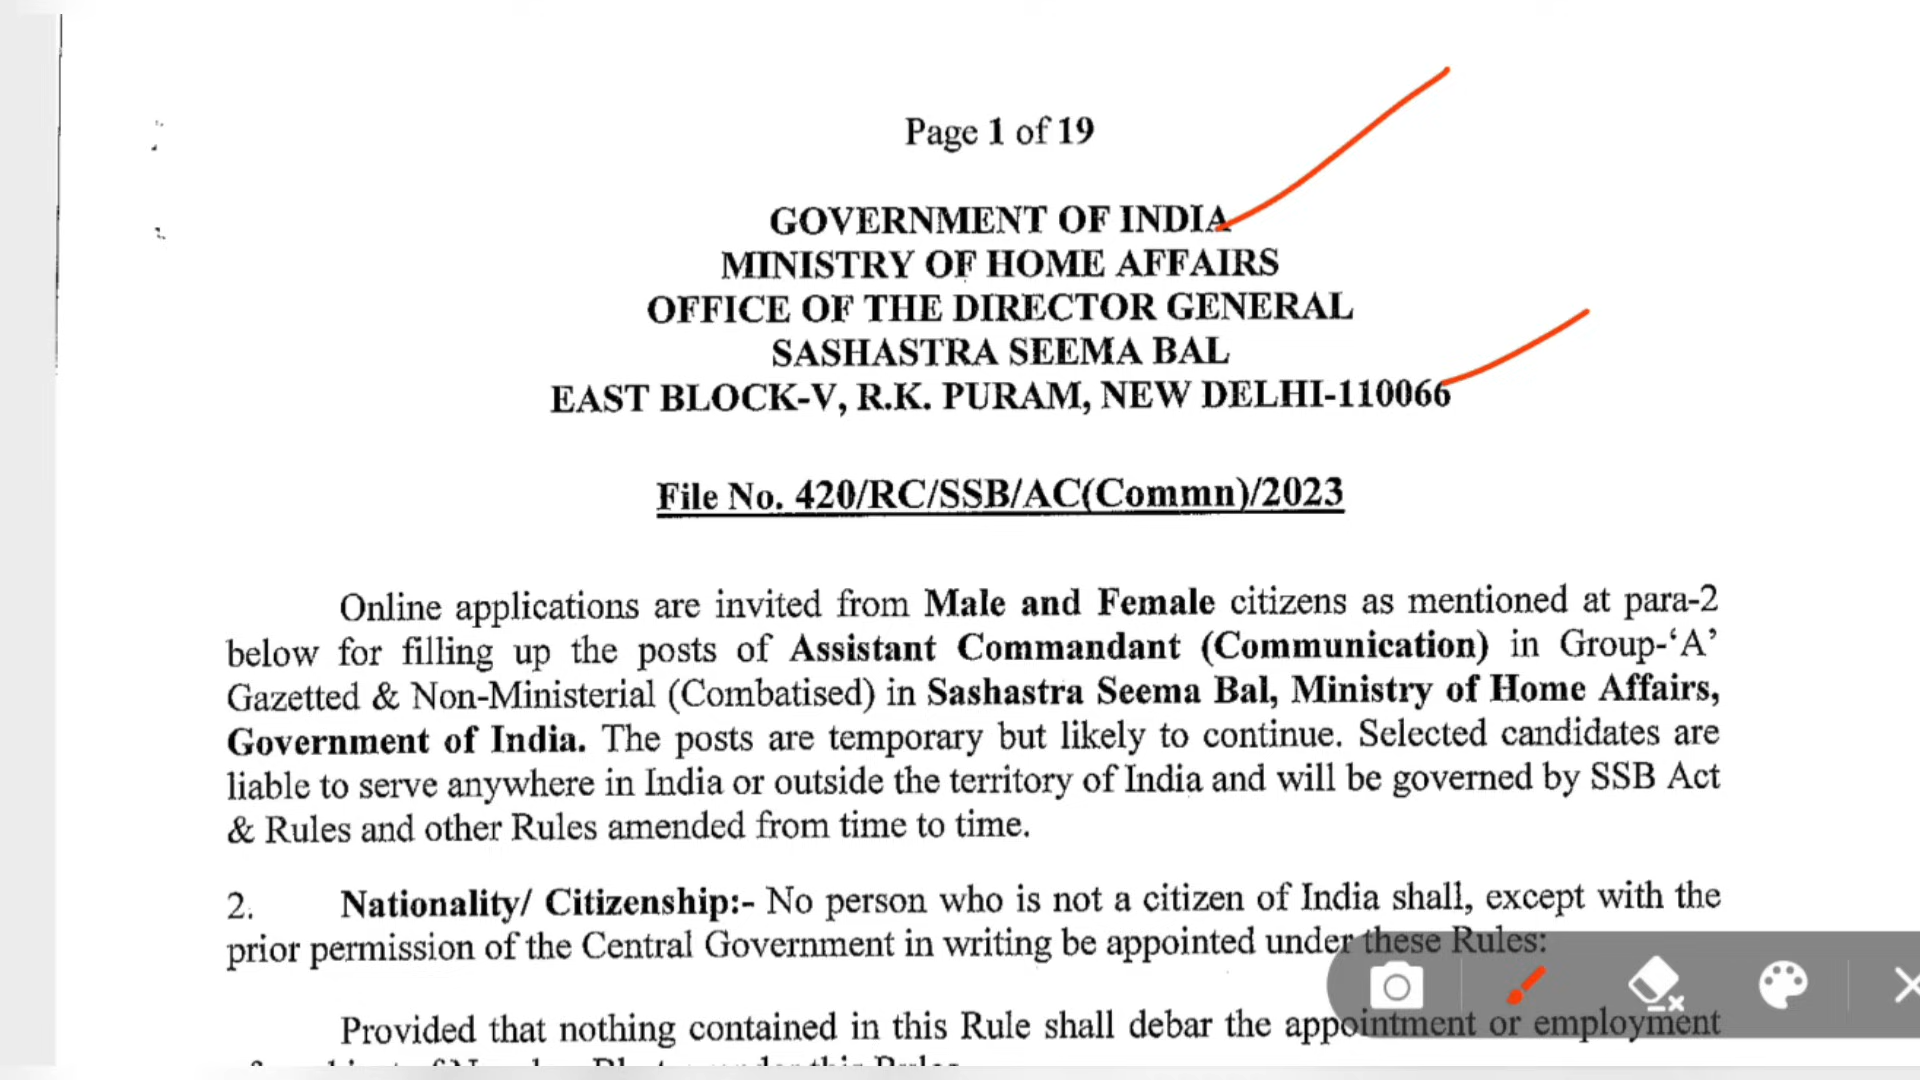 Page 1 of 19
GOVERNMENT OF INDIA
MINISTRY OF HOME AFFAIRS
OFFICE OF THE DIRECTOR GENERAL
SASHASTRA SEEMA BAL
EAST BLOCK-V, R.K. PURAM, NEW DELHI-110066
File No. 420/RC/SSB/AC(Commn)/2023
Online applications are invited from Male and Female citizens as mentioned at para-2
below for filling up the posts of Assistant Commandant (Communication) in Group-‘A’
Gazetted & Non-Ministerial (Combatised) in Sashastra Seema Bal, Ministry of Home Affairs,
Government of India. The posts are temporary but likely to continue. Selected candidates are
liable to serve anywhere in India or outside the territory of India and will be governed by SSB Act
& Rules and other Rules amended from time to time.
2. Nationality/ Citizenship:- No person who is not a citizen of India shall, except with the
prior permission of the Central Government in writing be appointed under these Rules:
Provided that nothing contained in this Rule shall debar the appointment or employment